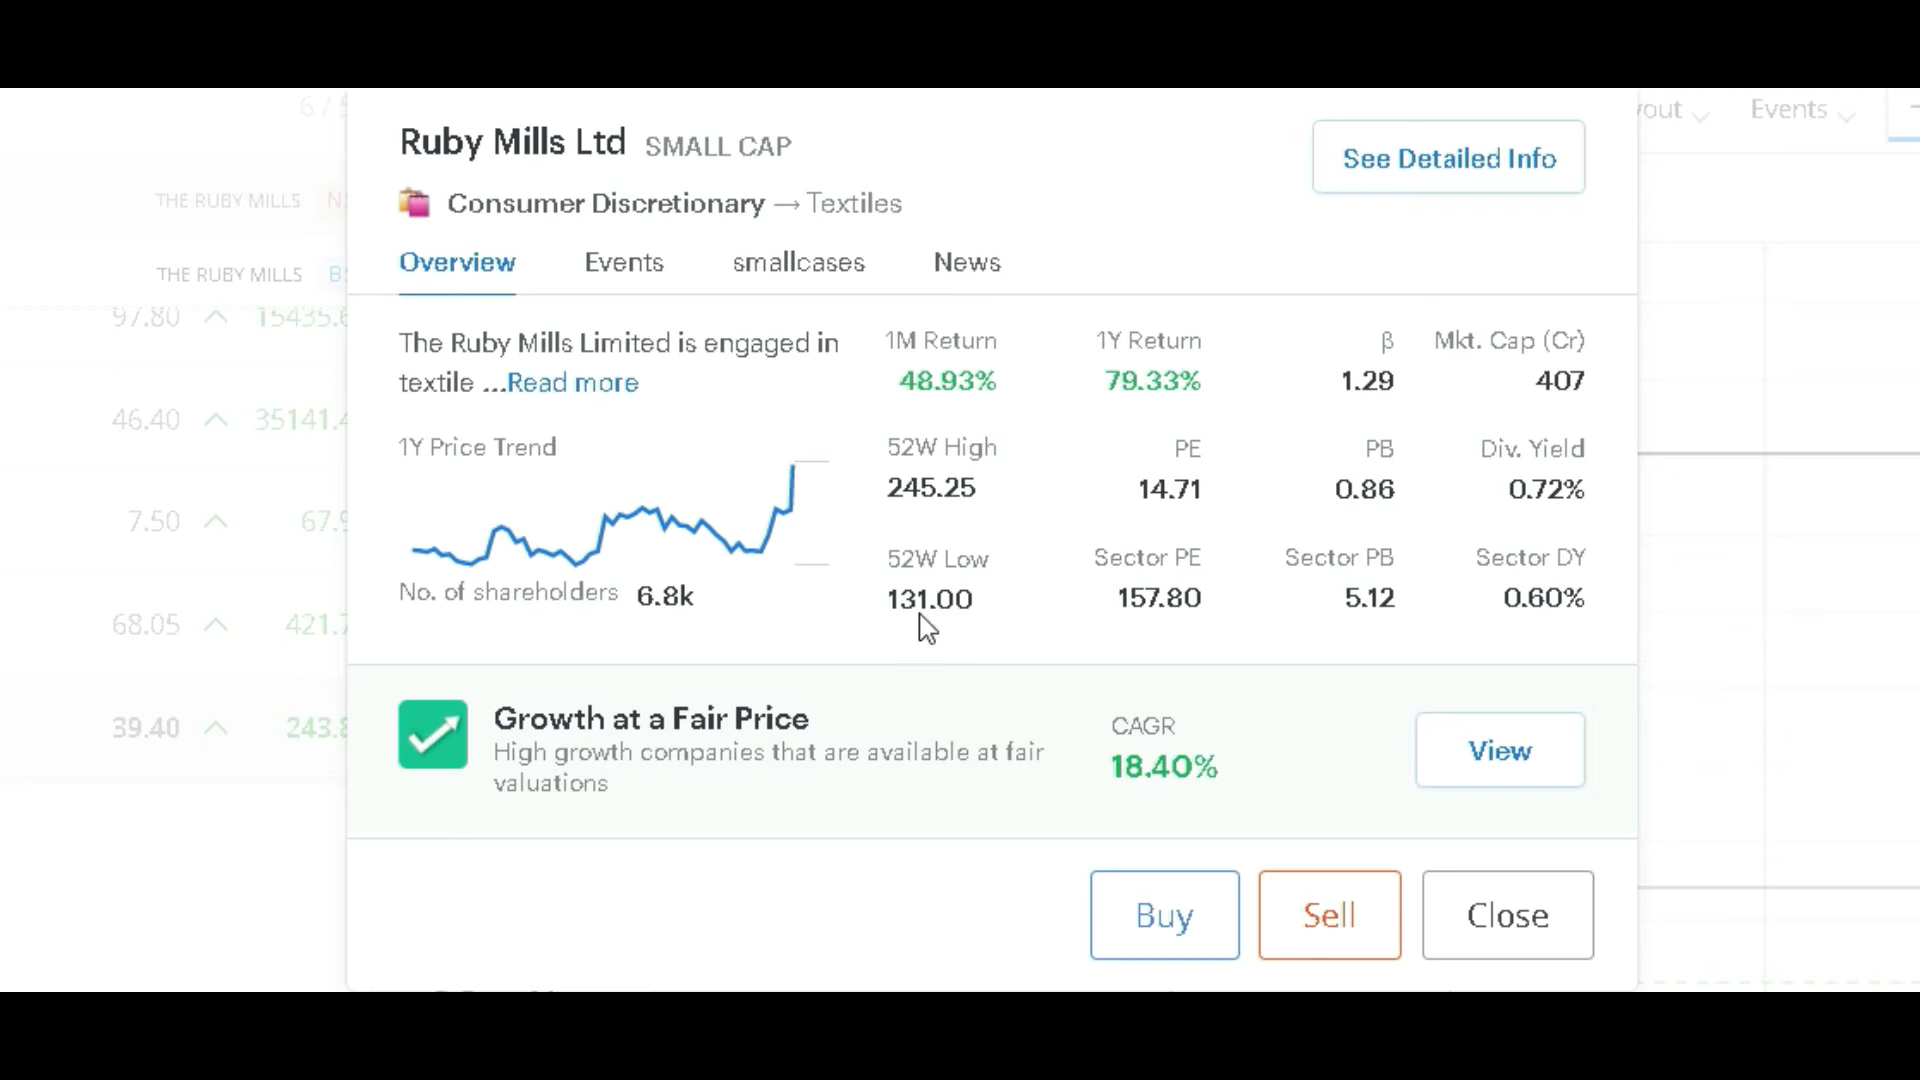 6 / 5
Layout
Events
Ruby Mills Ltd SMALL CAP
See Detailed Info
Consumer Discretionary → Textiles
THE RUBY MILLS
THE RUBY MILLS
Overview Events smallcases News
The Ruby Mills Limited is engaged in
textile ...Read more
1Y Price Trend
No. of shareholders 6.8k
1M Return 1Y Return β Mkt. Cap (Cr)
48.93% 79.33% 1.29 407
52W High PE PB Div. Yield
245.25 14.71 0.86 0.72%
52W Low Sector PE Sector PB Sector DY
131.00 157.80 5.12 0.60%
97.80
46.40
7.50
68.05
39.40
Growth at a Fair Price
High growth companies that are available at fair
valuations
CAGR
18.40%
View
Buy Sell Close